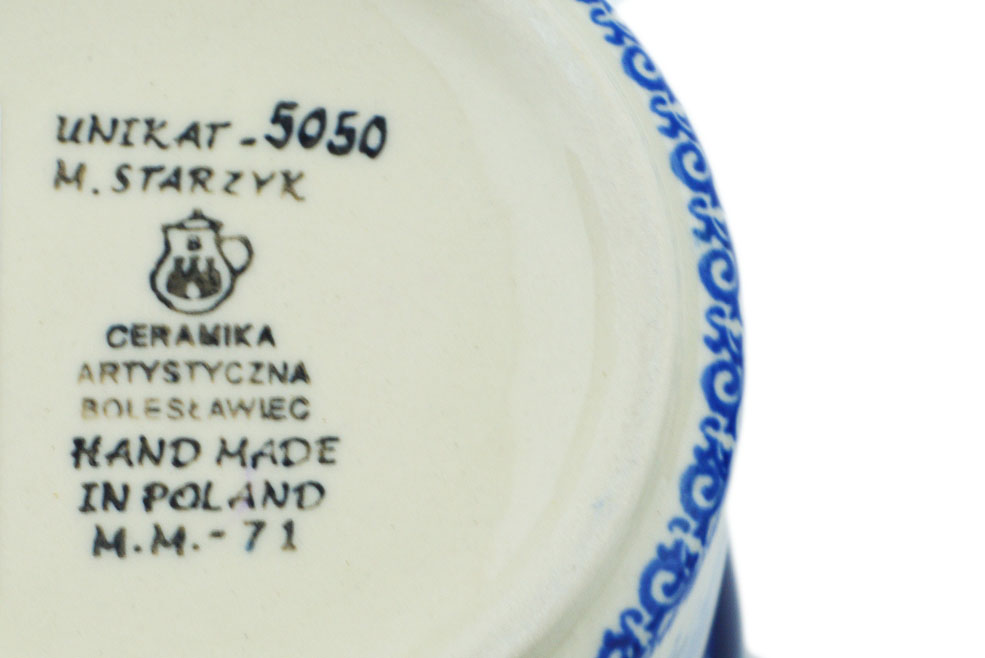 UNIKAT - 5050
M. STARZYK
B
CERAMIKA
ARTYSTYCZNA
BOLESŁAWIEC
HAND MADE
IN POLAND
M.M.- 71